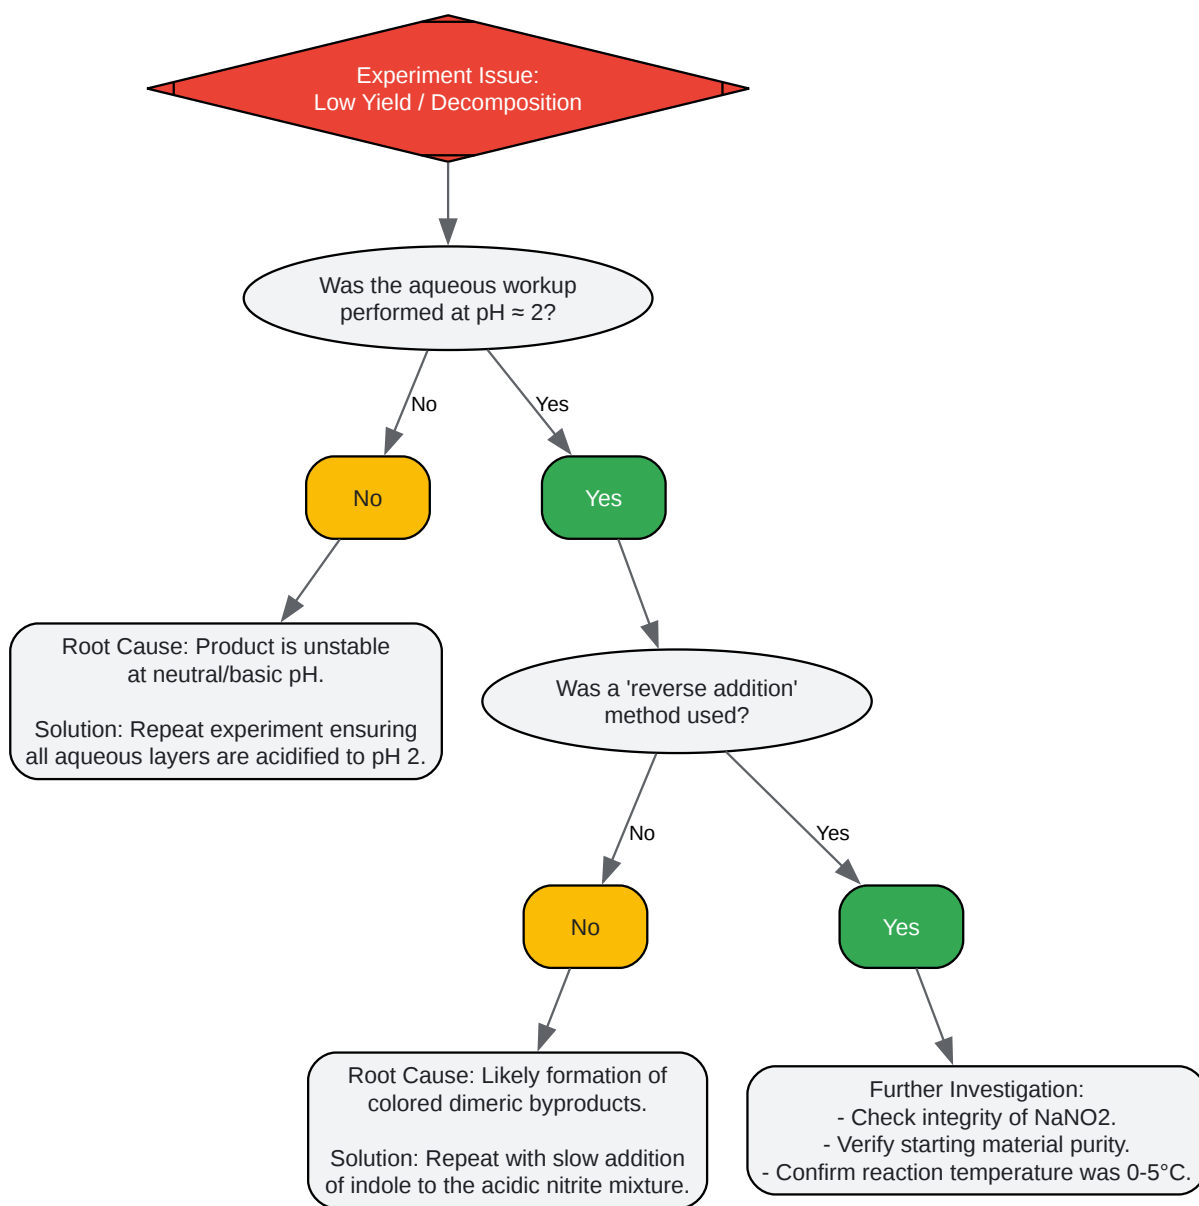 Experiment Issue:
Low Yield / Decomposition
Was the aqueous workup
performed at pH ≈ 2?
No
Yes
No
Yes
Root Cause: Product is unstable
at neutral/basic pH.
Solution: Repeat experiment ensuring
all aqueous layers are acidified to pH 2.
Was a 'reverse addition'
method used?
No
Yes
No
Yes
Root Cause: Likely formation of
colored dimeric byproducts.
Solution: Repeat with slow addition
of indole to the acidic nitrite mixture.
Further Investigation:
- Check integrity of NaNO2.
- Verify starting material purity.
- Confirm reaction temperature was 0-5°C.